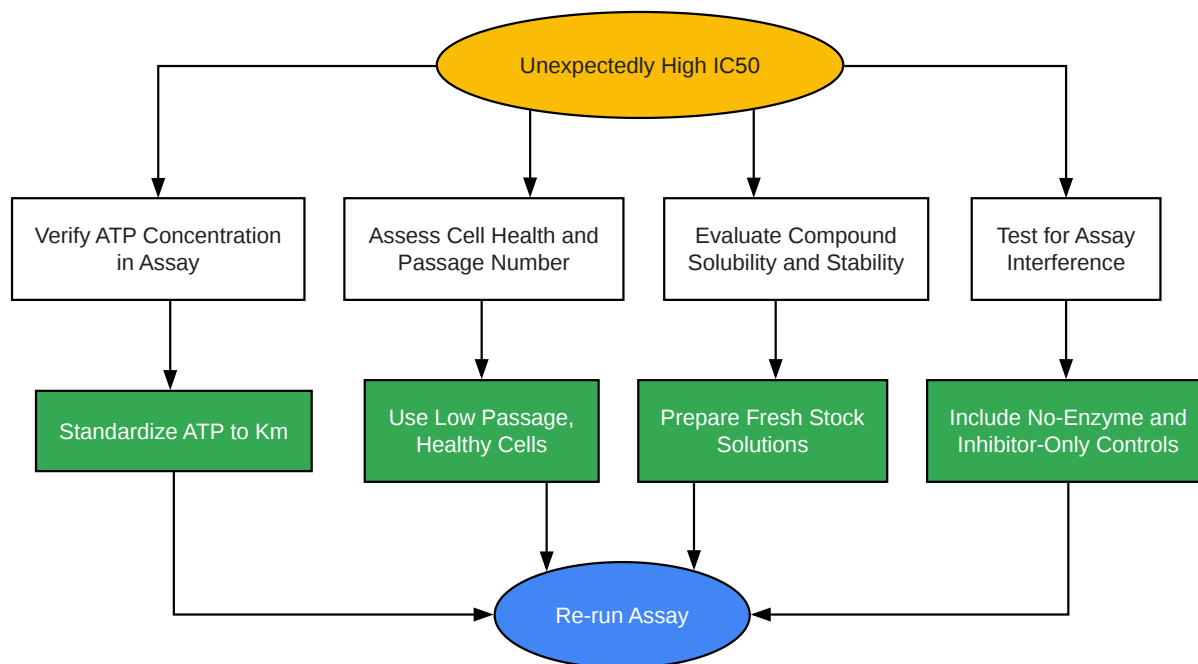 Unexpectedly High IC50
Verify ATP Concentration
in Assay
Assess Cell Health and
Passage Number
Evaluate Compound
Solubility and Stability
Test for Assay
Interference
Standardize ATP to Km
Use Low Passage,
Healthy Cells
Prepare Fresh Stock
Solutions
Include No-Enzyme and
Inhibitor-Only Controls
Re-run Assay